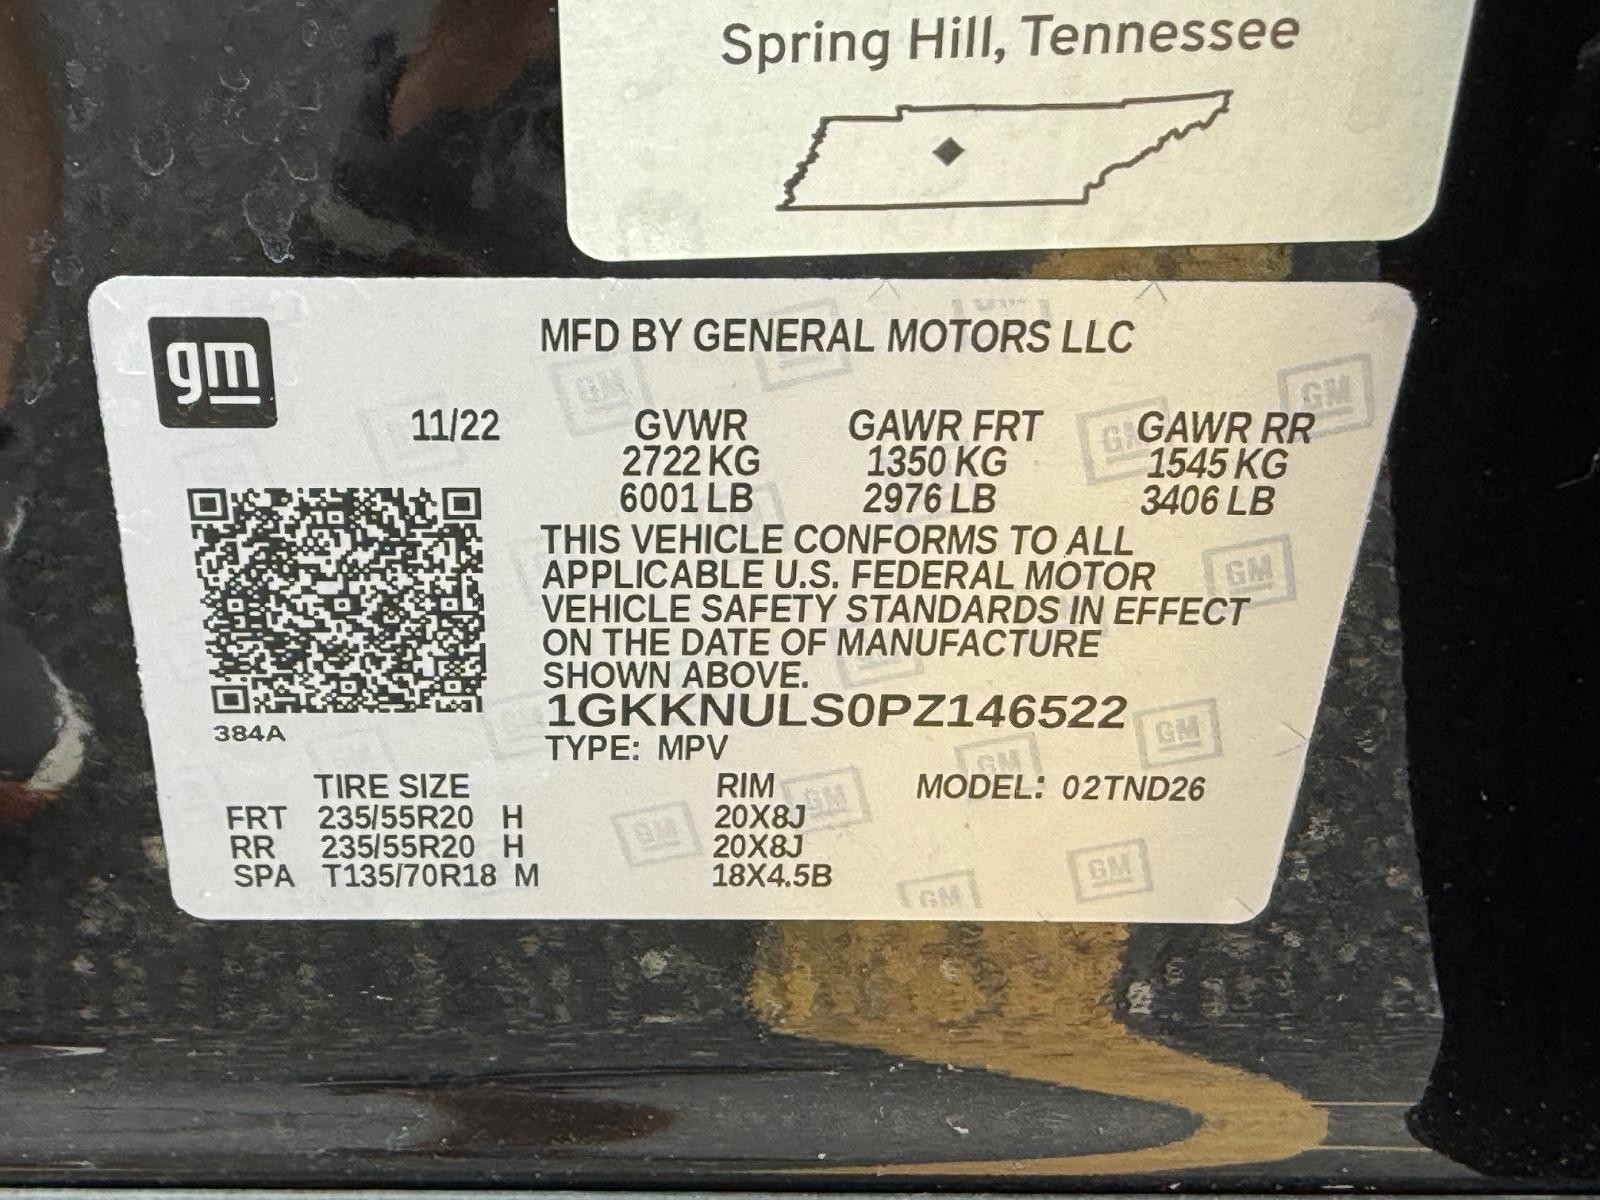 Spring Hill, Tennessee
gm
MFD BY GENERAL MOTORS LLC
11/22 GVWR GAWR FRT GAWR RR
2722 KG 1350 KG 1545 KG
6001 LB 2976 LB 3406 LB
THIS VEHICLE CONFORMS TO ALL
APPLICABLE U.S. FEDERAL MOTOR
VEHICLE SAFETY STANDARDS IN EFFECT
ON THE DATE OF MANUFACTURE
SHOWN ABOVE.
1GKKNULS0PZ146522
384A
TYPE: MPV
TIRE SIZE RIM MODEL: 02TND26
FRT 235/55R20 H 20X8J
RR 235/55R20 H 20X8J
SPA T135/70R18 M 18X4.5B